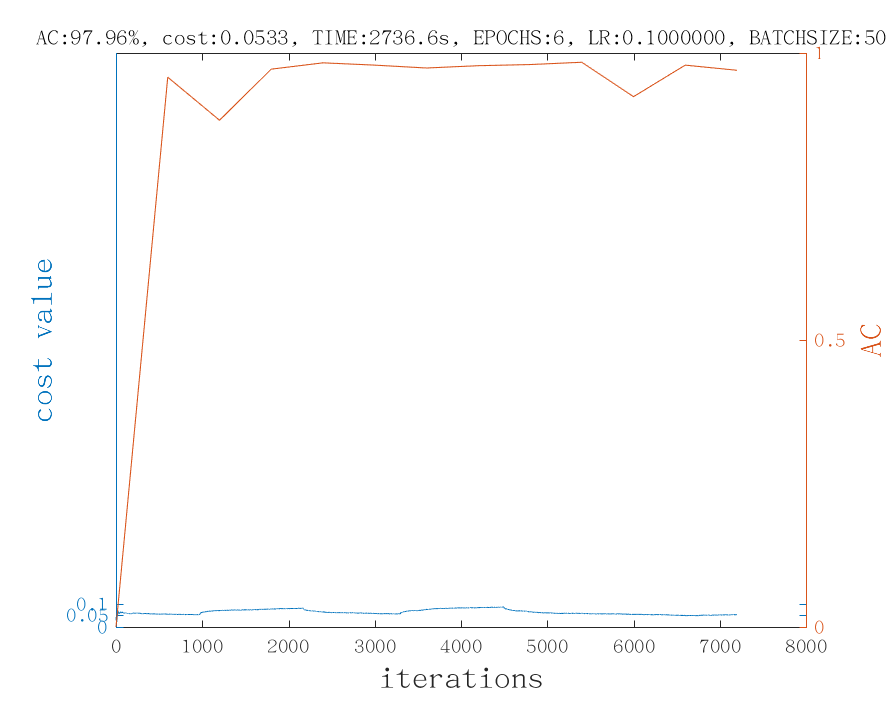 AC:97.96%, cost:0.0533, TIME:2736.6s, EPOCHS:6, LR:0.1000000, BATCHSIZE:50
cost value
0.1
0.05
0
1
0.5
0
AC
0 1000 2000 3000 4000 5000 6000 7000 8000
iterations